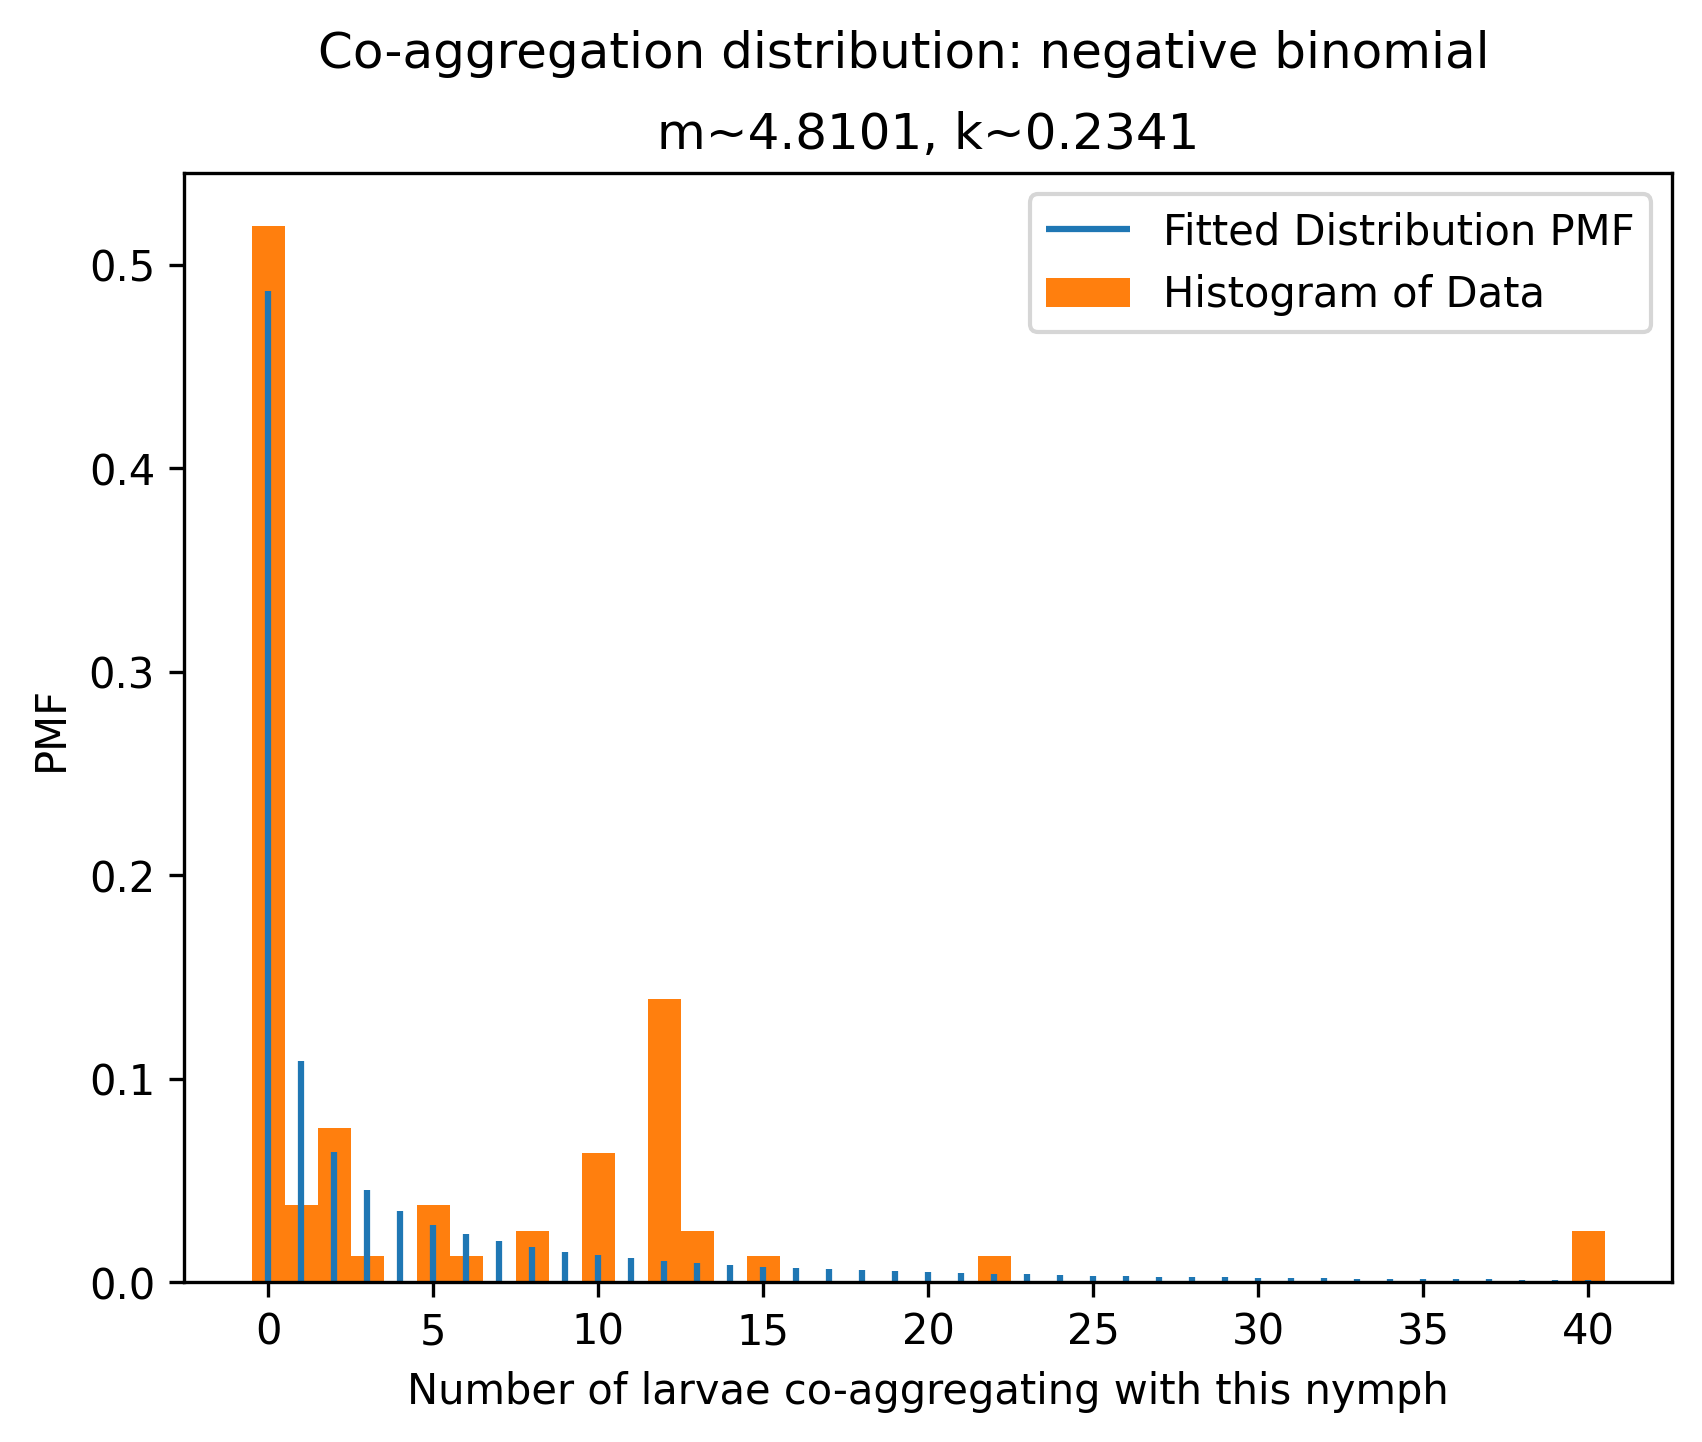 Co-aggregation distribution: negative binomial
m~4.8101, k~0.2341
Fitted Distribution PMF
Histogram of Data
PMF
0.5
0.4
0.3
0.2
0.1
0.0
0 5 10 15 20 25 30 35 40
Number of larvae co-aggregating with this nymph